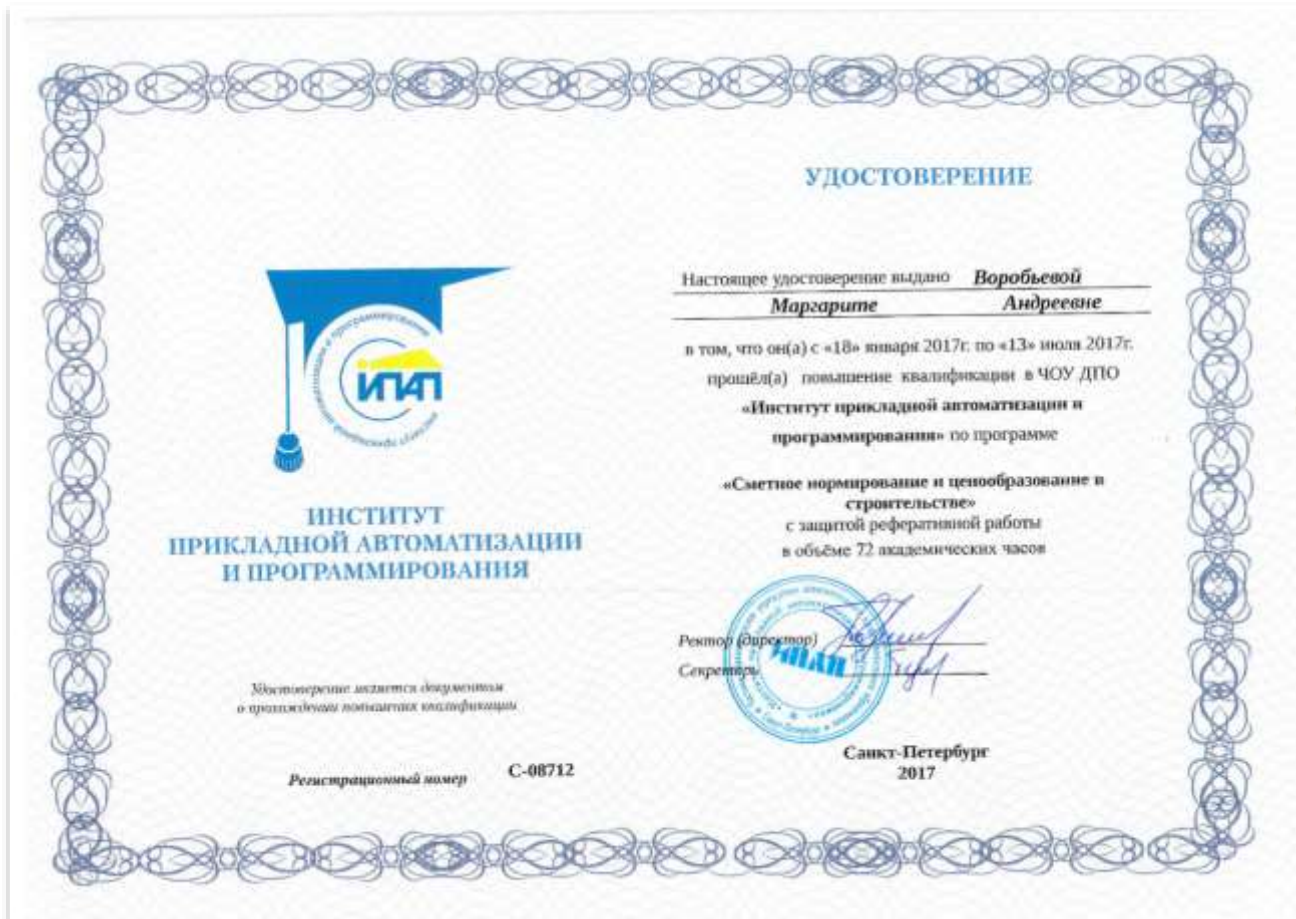 ИПАП
ИНСТИТУТ
ПРИКЛАДНОЙ АВТОМАТИЗАЦИИ
И ПРОГРАММИРОВАНИЯ
Удостоверение является документом
о прохождении повышения квалификации
Регистрационный номер С-08712
УДОСТОВЕРЕНИЕ
Настоящее удостоверение выдано Воробьевой
Маргарите Андреевне
в том, что он(а) с «18» января 2017г. по «13» июля 2017г.
прошёл(а) повышение квалификации в ЧОУ ДПО
«Институт прикладной автоматизации и
программирования» по программе
«Сметное нормирование и ценообразование в
строительстве»
с защитой реферативной работы
в объёме 72 академических часов
Ректор (директор)
Секретарь
ИПАП
Санкт-Петербург
2017